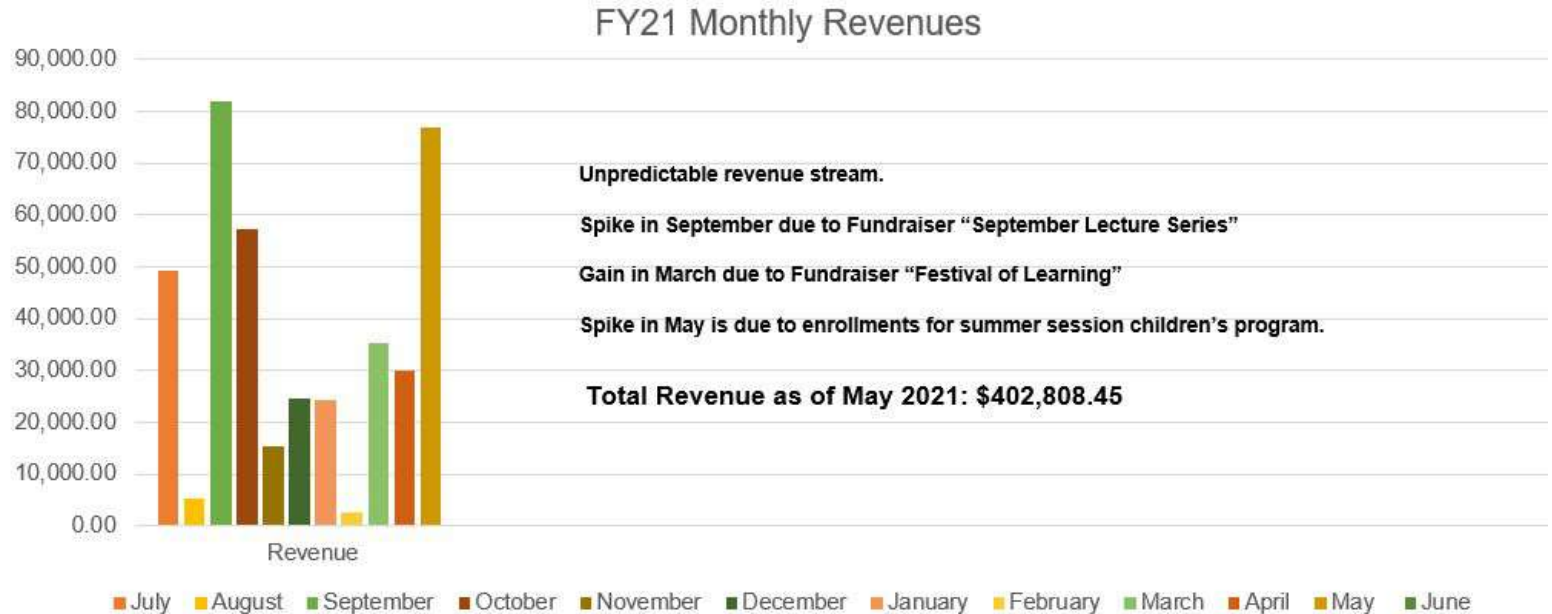 FY21 Monthly Revenues
90,000.00
80,000.00
70,000.00
60,000.00
50,000.00
40,000.00
30,000.00
20,000.00
10,000.00
0.00
Unpredictable revenue stream.
Spike in September due to Fundraiser “September Lecture Series”
Gain in March due to Fundraiser “Festival of Learning”
Spike in May is due to enrollments for summer session children’s program.
Total Revenue as of May 2021: $402,808.45
Revenue
July August September October November December January February March April May June